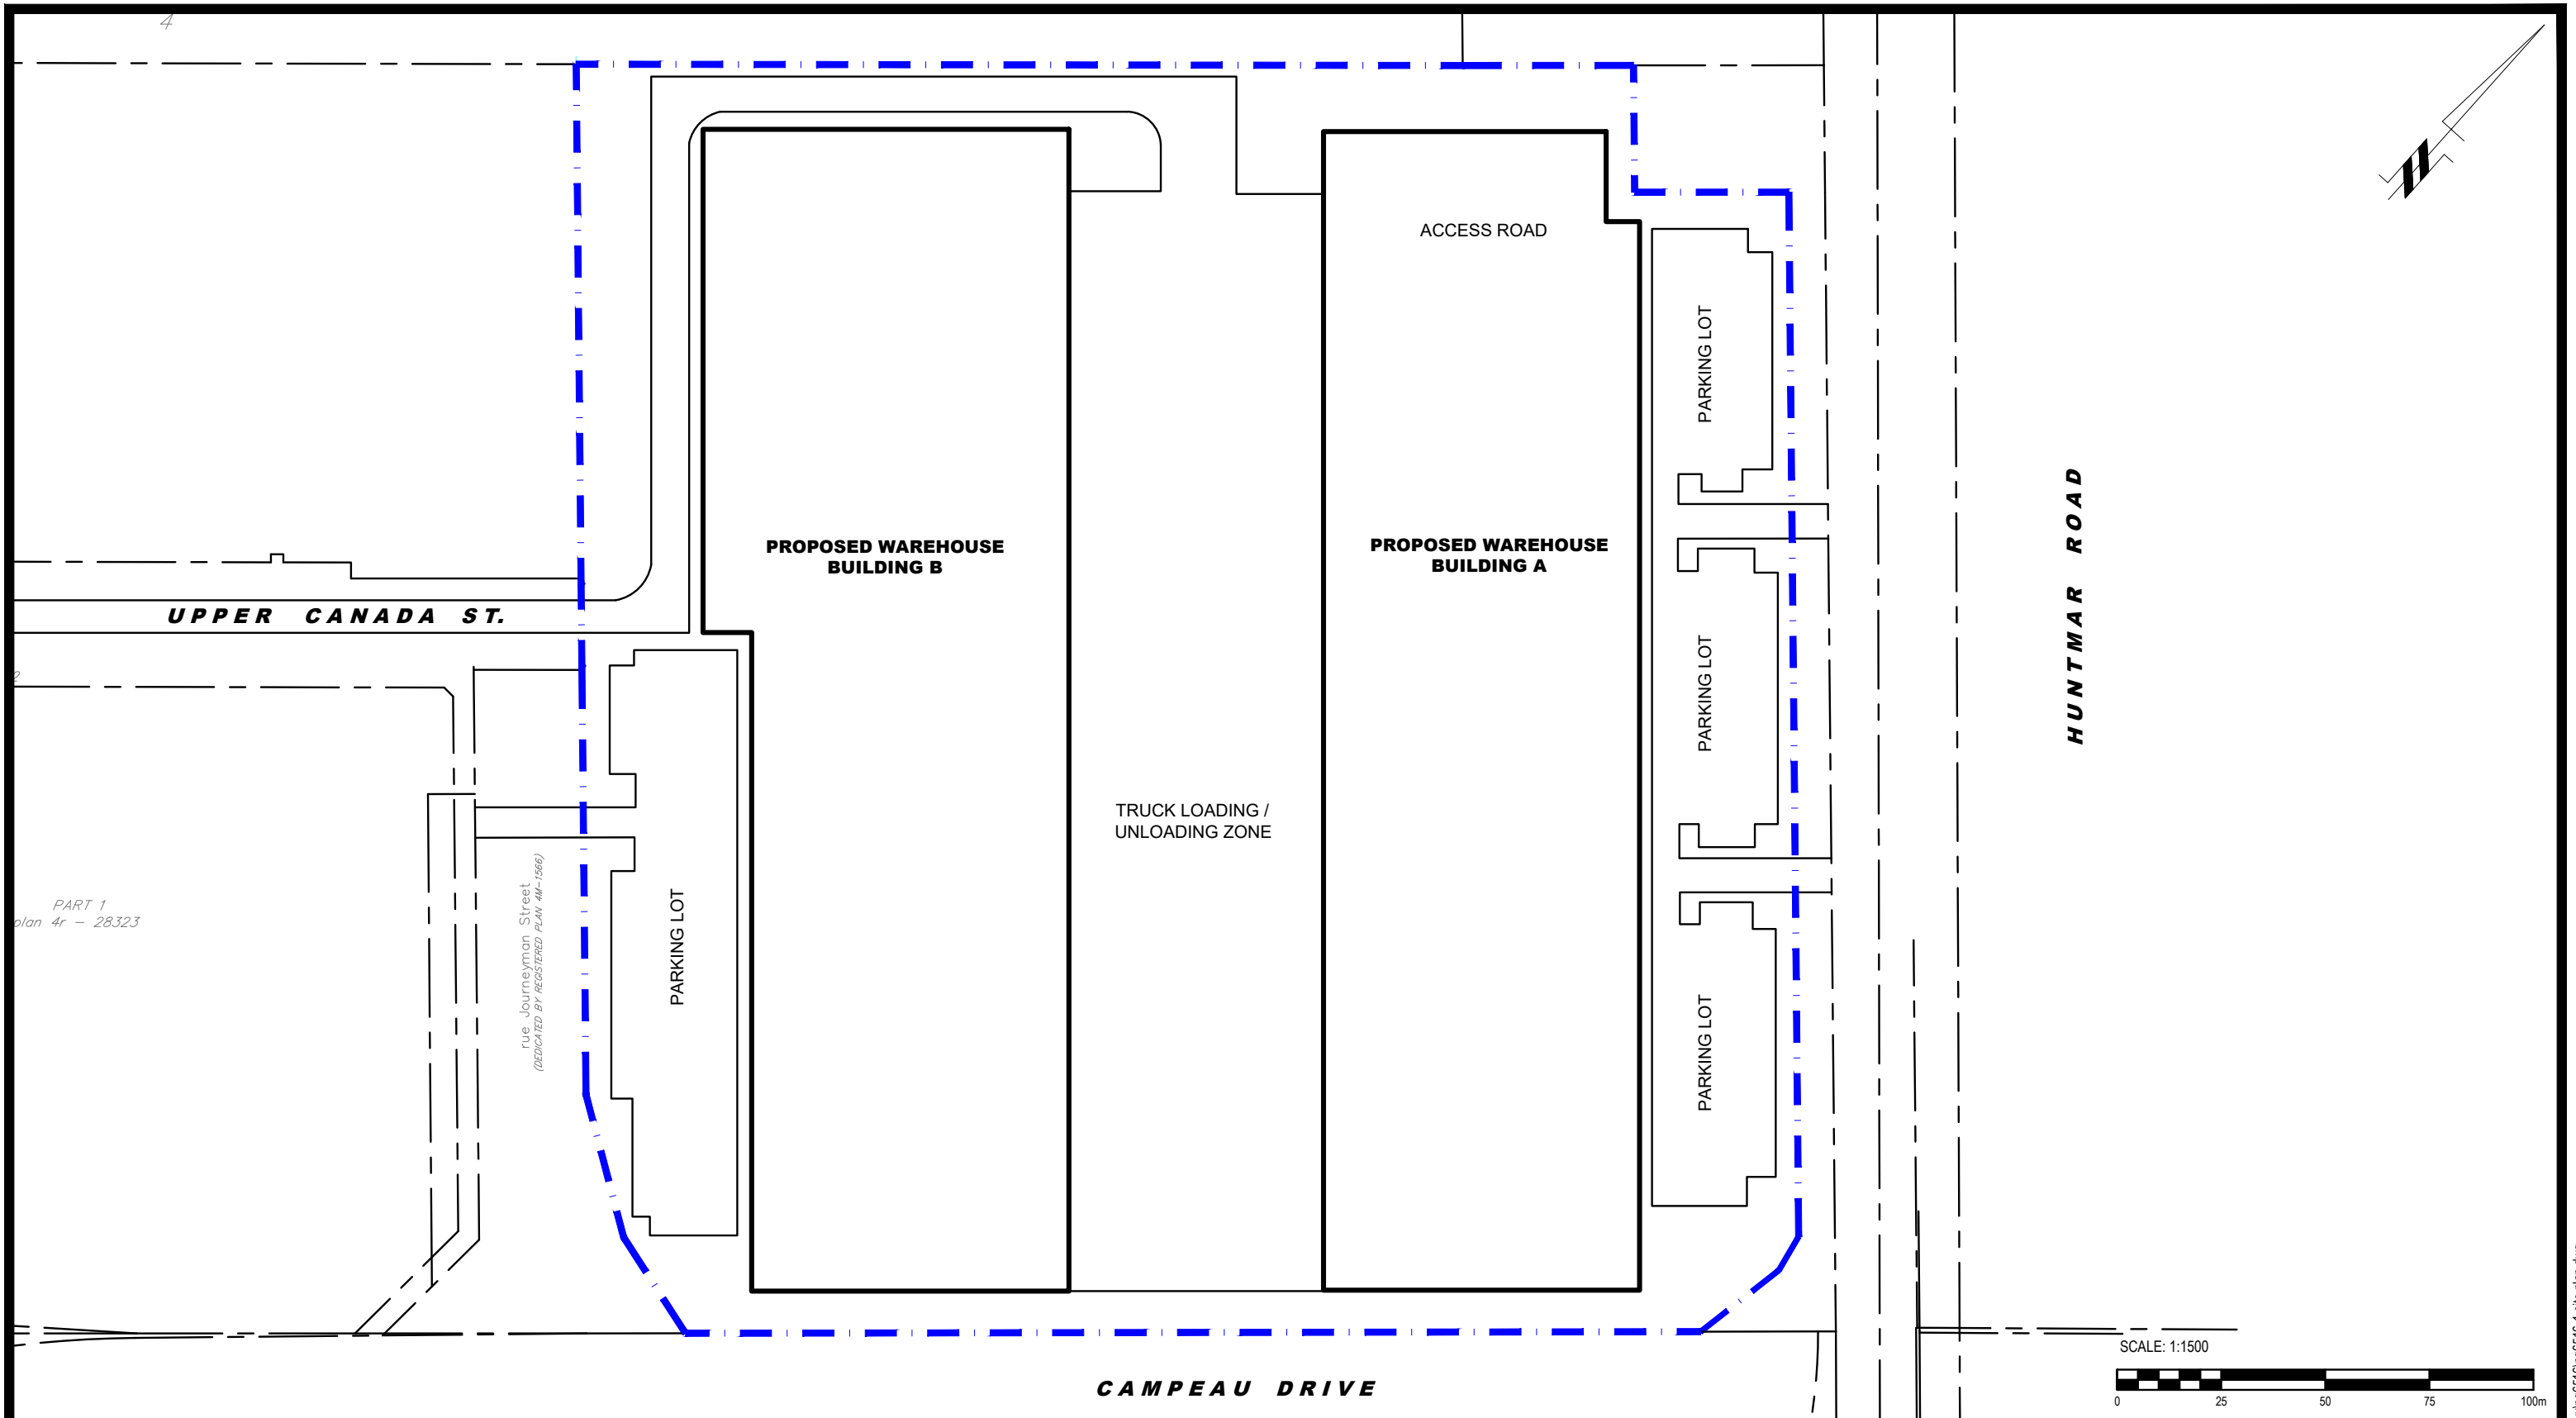 4
ACCESS ROAD
PARKING LOT
PROPOSED WAREHOUSE
BUILDING B
PROPOSED WAREHOUSE
BUILDING A
HUNTMAR ROAD
UPPER CANADA ST.
2
PARKING LOT
TRUCK LOADING /
UNLOADING ZONE
PART 1
plan 4r - 28323
rue Journeyman Street
(DEDICATED BY REGISTERED PLAN 4M-1566)
PARKING LOT
PARKING LOT
CAMPEAU DRIVE
SCALE: 1:1500
0 25 50 75 100m